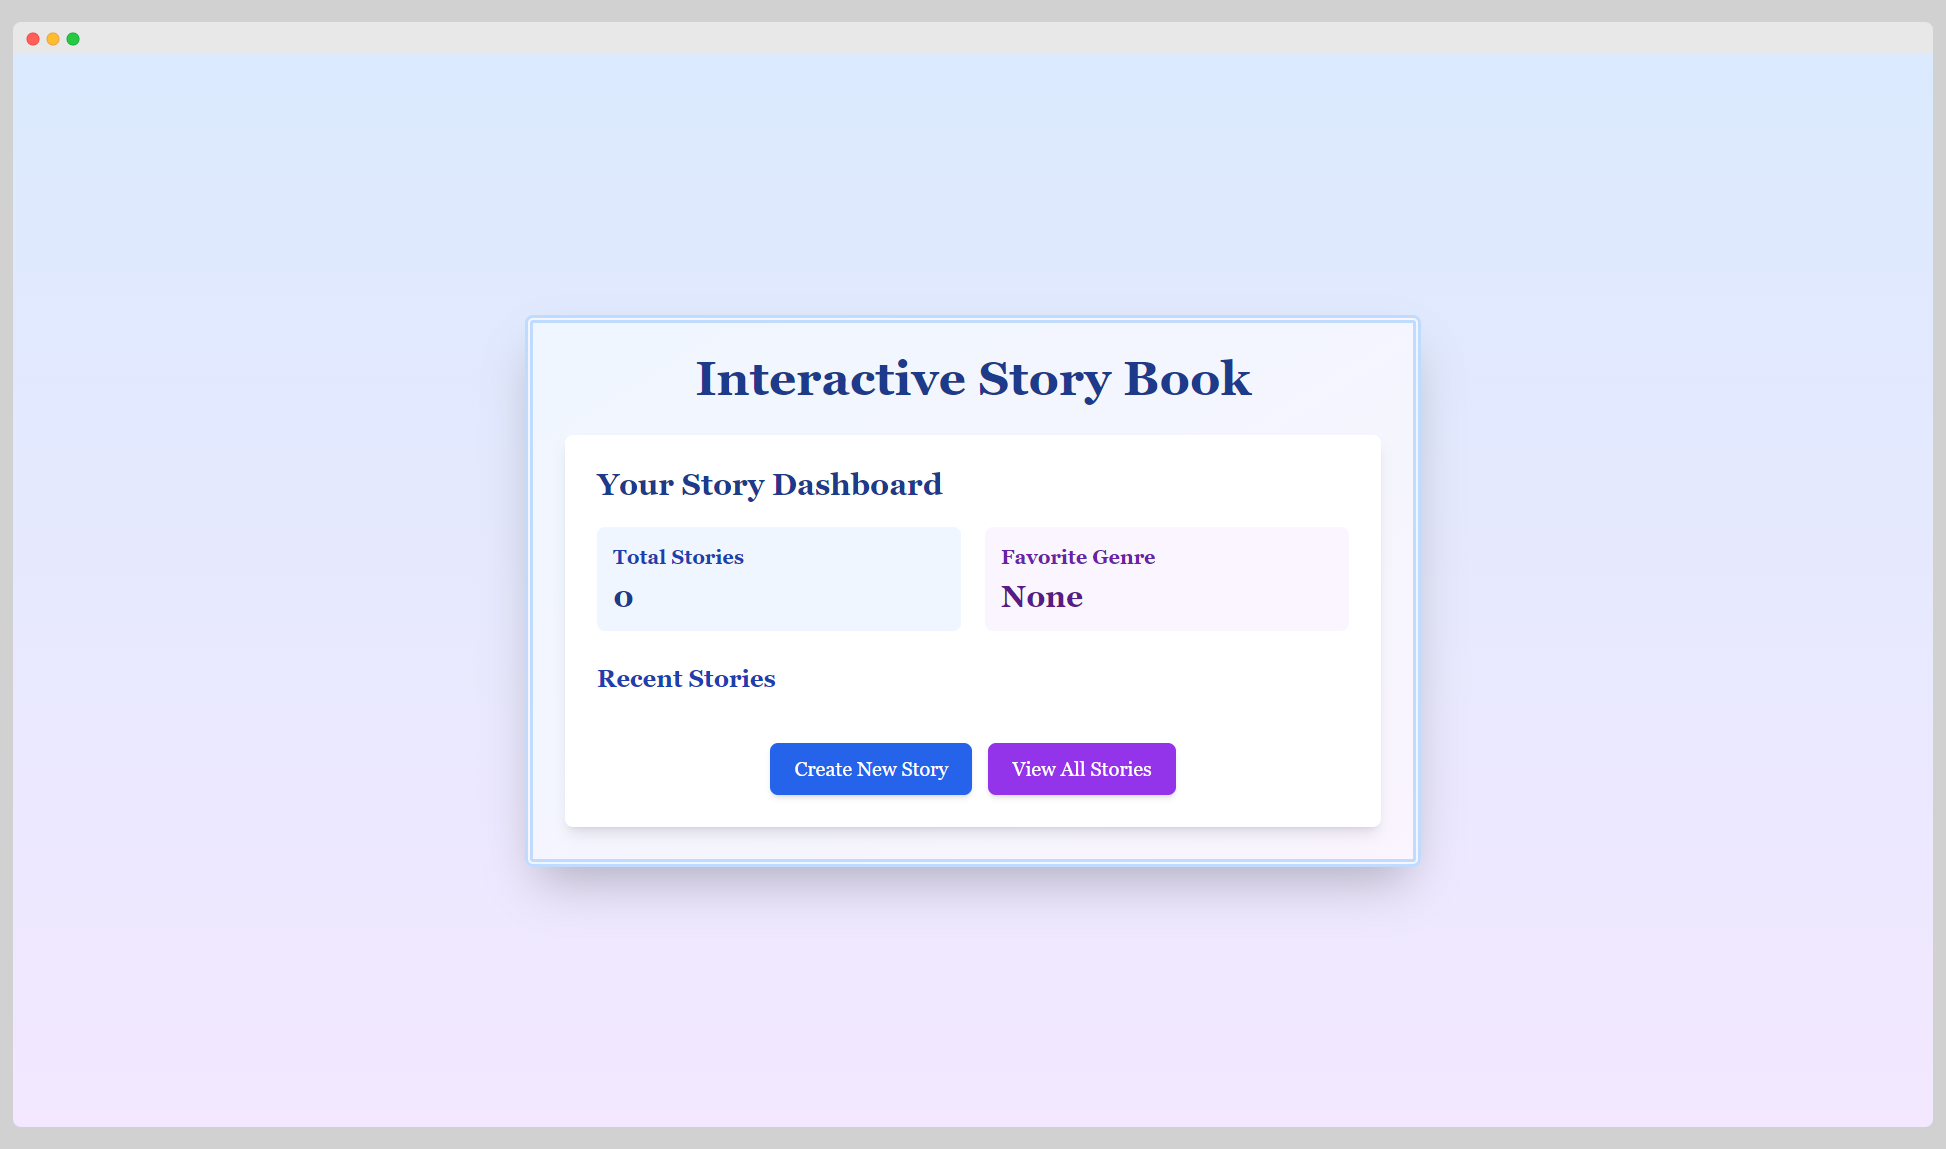 Interactive Story Book
Your Story Dashboard
Total Stories
0
Favorite Genre
None
Recent Stories
Create New Story
View All Stories